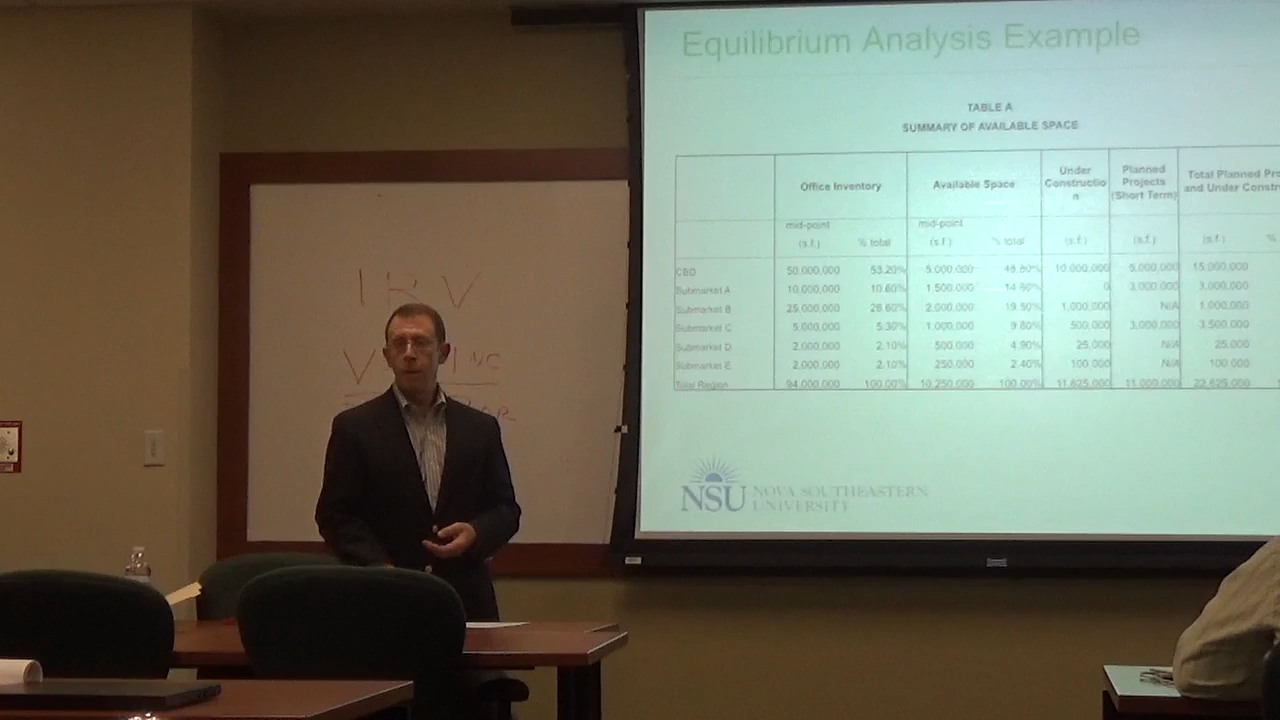 Equilibrium Analysis Example
TABLE A
SUMMARY OF AVAILABLE SPACE
Office Inventory Available Space Under Constructio n Planned Projects (Short Term) Total Planned Pro and Under Constru
mid-point (s.f.) % total mid-point (s.f.) % total (s.f.) (s.f.) (s.f.) %
CBD 50,000,000 53.20% 5,000,000 48.80% 10,000,000 5,000,000 15,000,000
Submarket A 10,000,000 10.60% 1,500,000 14.60% 0 3,000,000 3,000,000
Submarket B 25,000,000 26.60% 2,000,000 19.50% 1,000,000 N/A 1,000,000
Submarket C 5,000,000 5.30% 1,000,000 9.80% 500,000 3,000,000 3,500,000
Submarket D 2,000,000 2.10% 500,000 4.90% 25,000 N/A 25,000
Submarket E 2,000,000 2.10% 250,000 2.40% 100,000 N/A 100,000
Total Region 94,000,000 100.00% 10,250,000 100.00% 11,625,000 11,000,000 22,625,000
NSU NOVA SOUTHEASTERN
UNIVERSITY
IRV